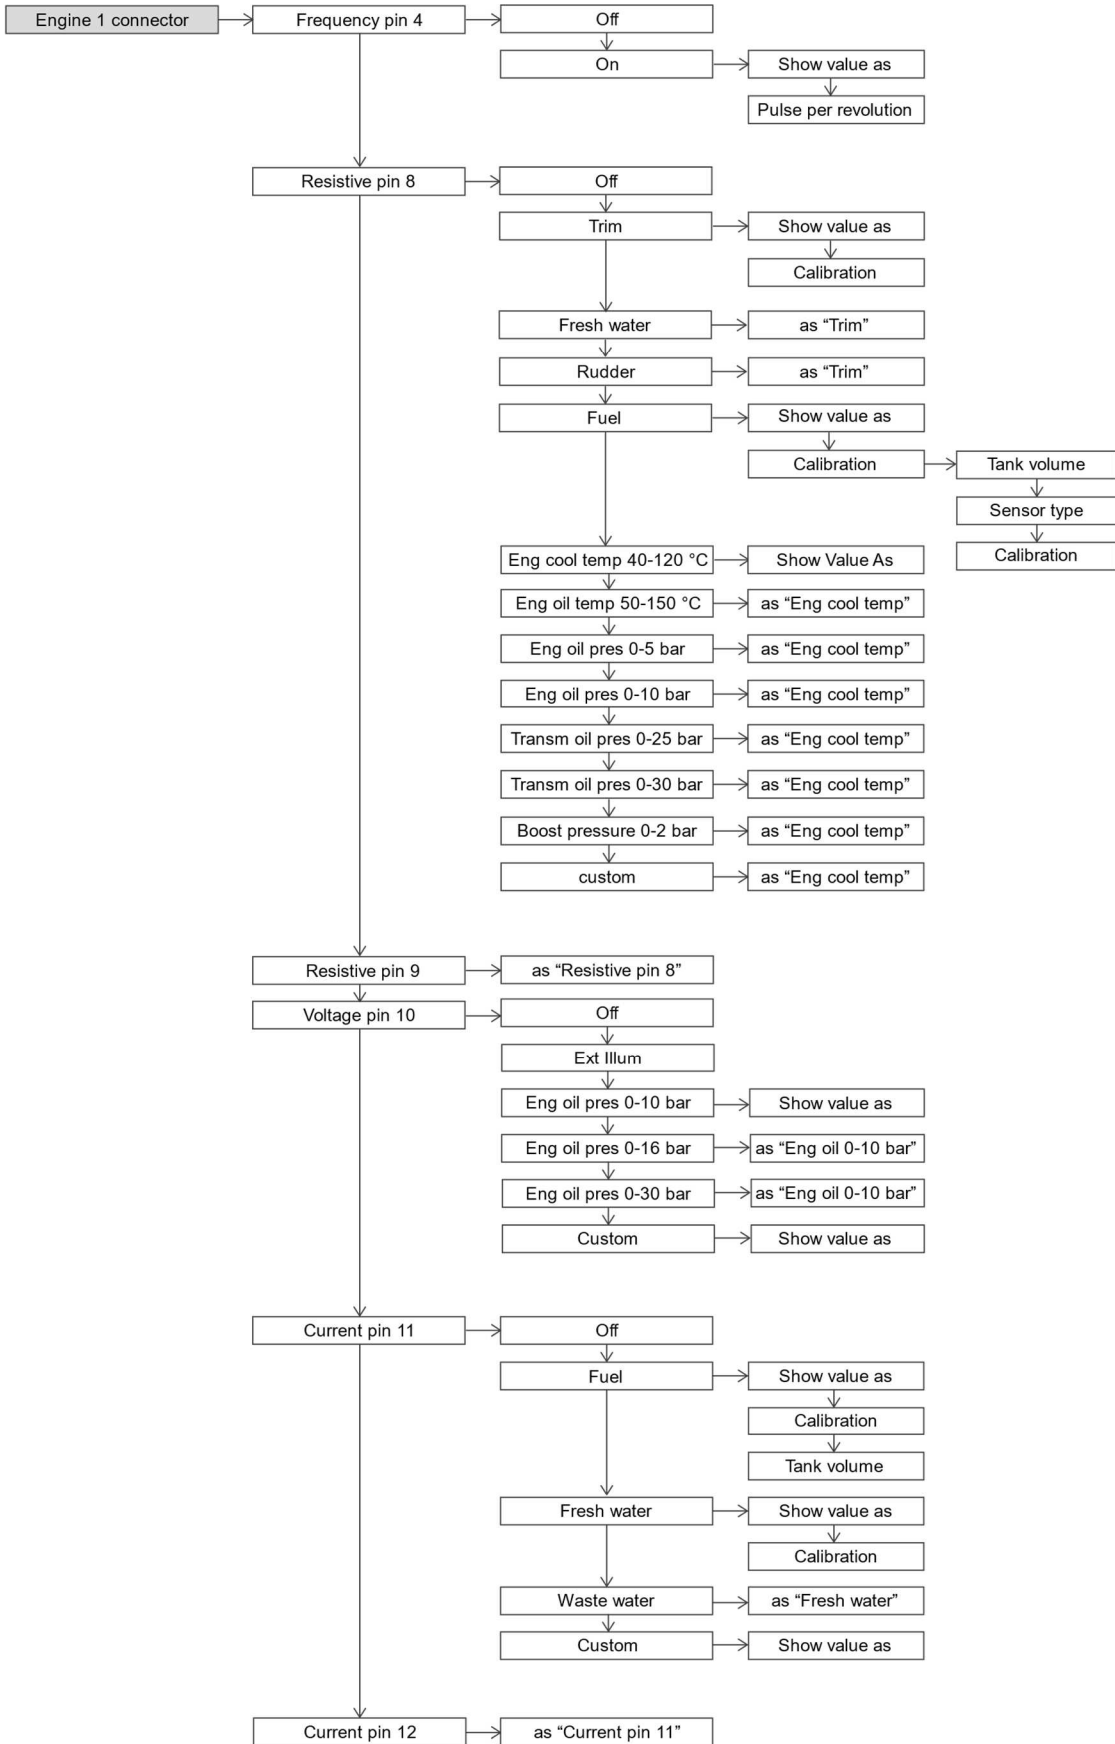 Engine 1 connector
Frequency pin 4
Off
On
Show value as
Pulse per revolution
Resistive pin 8
Off
Trim
Show value as
Calibration
Fresh water
as “Trim”
Rudder
as “Trim”
Fuel
Show value as
Calibration
Tank volume
Sensor type
Calibration
Eng cool temp 40-120 °C
Show Value As
Eng oil temp 50-150 °C
as “Eng cool temp”
Eng oil pres 0-5 bar
as “Eng cool temp”
Eng oil pres 0-10 bar
as “Eng cool temp”
Transm oil pres 0-25 bar
as “Eng cool temp”
Transm oil pres 0-30 bar
as “Eng cool temp”
Boost pressure 0-2 bar
as “Eng cool temp”
custom
as “Eng cool temp”
Resistive pin 9
as “Resistive pin 8”
Voltage pin 10
Off
Ext Illum
Eng oil pres 0-10 bar
Show value as
Eng oil pres 0-16 bar
as “Eng oil 0-10 bar”
Eng oil pres 0-30 bar
as “Eng oil 0-10 bar”
Custom
Show value as
Current pin 11
Off
Fuel
Show value as
Calibration
Tank volume
Fresh water
Show value as
Calibration
Waste water
as “Fresh water”
Custom
Show value as
Current pin 12
as “Current pin 11”